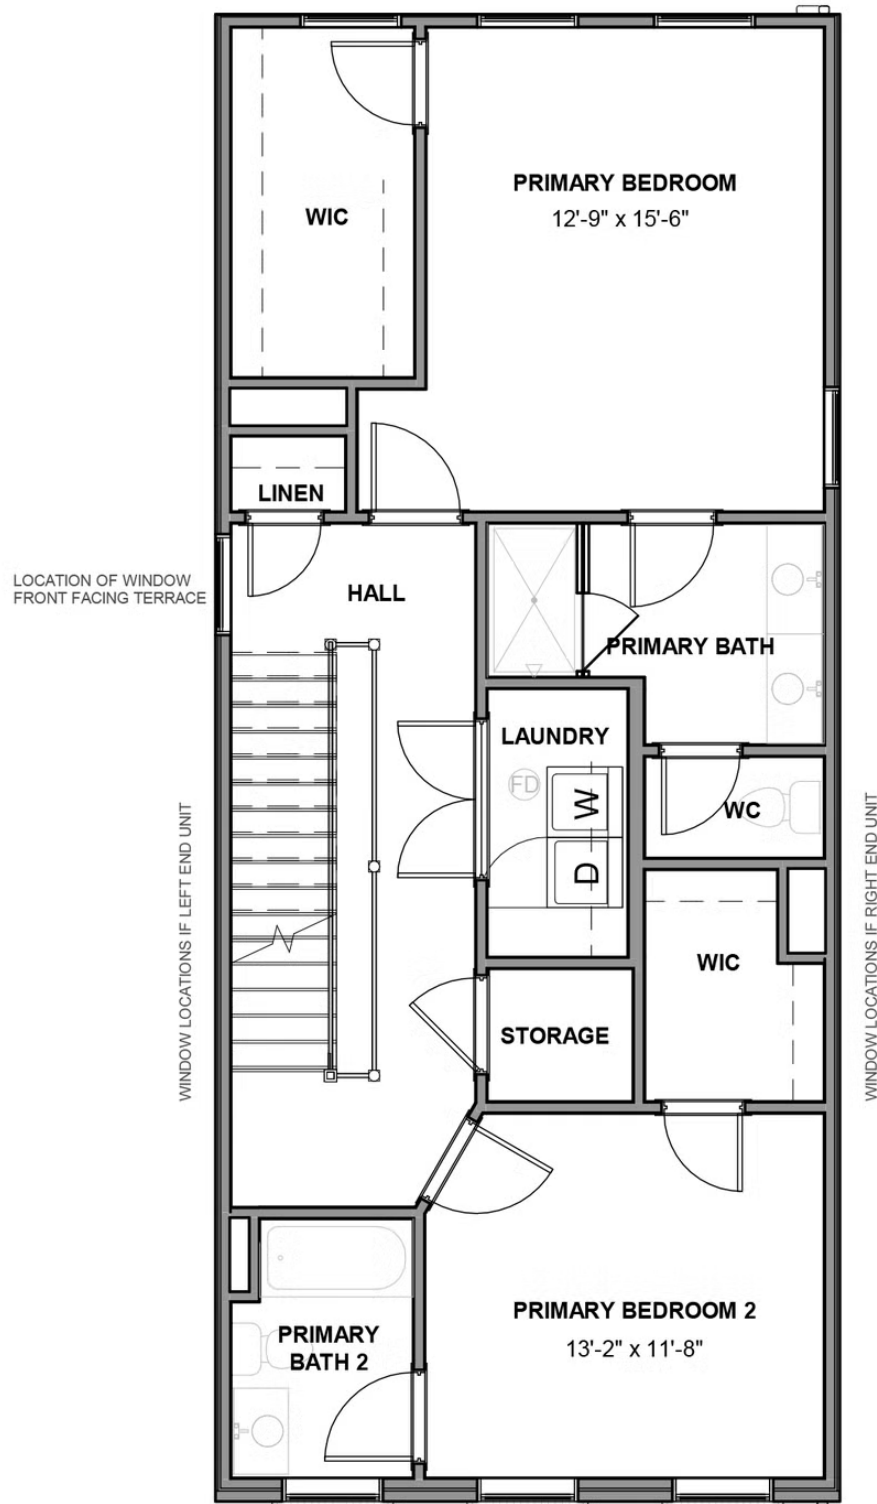 PRIMARY BEDROOM
12'-9" x 15'-6"
WIC
LINEN
LOCATION OF WINDOW
FRONT FACING TERRACE
HALL
PRIMARY BATH
LAUNDRY
FD
W
D
WC
WINDOW LOCATIONS IF LEFT END UNIT
WINDOW LOCATIONS IF RIGHT END UNIT
WIC
STORAGE
PRIMARY BEDROOM 2
13'-2" x 11'-8"
PRIMARY
BATH 2